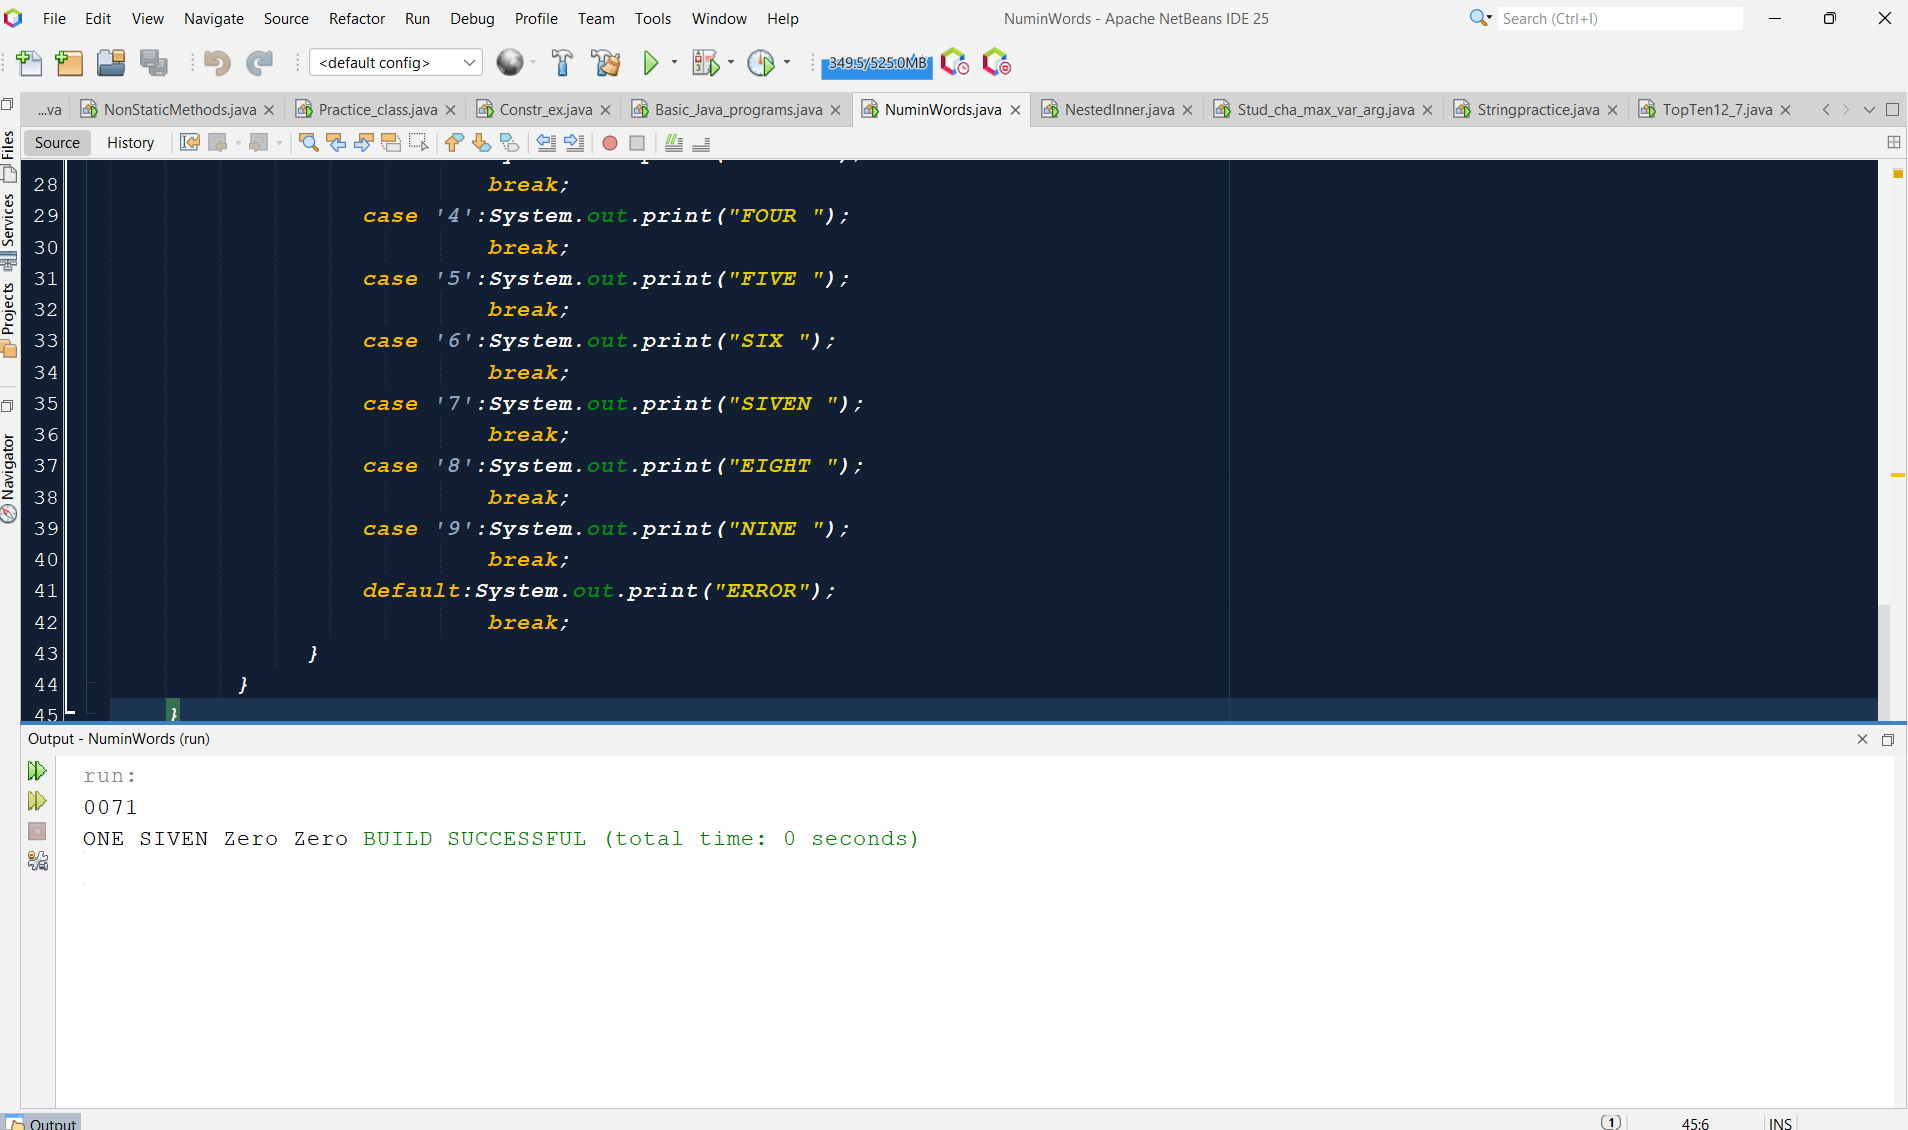 File Edit View Navigate Source Refactor Run Debug Profile Team Tools Window Help NuminWords - Apache NetBeans IDE 25 Search (Ctrl+I)
<default config> 349.5/525.0MB
...va NonStaticMethods.java Practice_class.java Constr_ex.java Basic_Java_programs.java NuminWords.java NestedInner.java Stud_cha_max_var_arg.java Stringpractice.java TopTen12_7.java
Source History
Files
Services
Projects
Navigator
28 break;
29 case '4':System.out.print("FOUR ");
30 break;
31 case '5':System.out.print("FIVE ");
32 break;
33 case '6':System.out.print("SIX ");
34 break;
35 case '7':System.out.print("SIVEN ");
36 break;
37 case '8':System.out.print("EIGHT ");
38 break;
39 case '9':System.out.print("NINE ");
40 break;
41 default:System.out.print("ERROR");
42 break;
43 }
44 }
45 }
Output - NuminWords (run)
run:
0071
ONE SIVEN Zero Zero BUILD SUCCESSFUL (total time: 0 seconds)
Output 1 45:6 INS